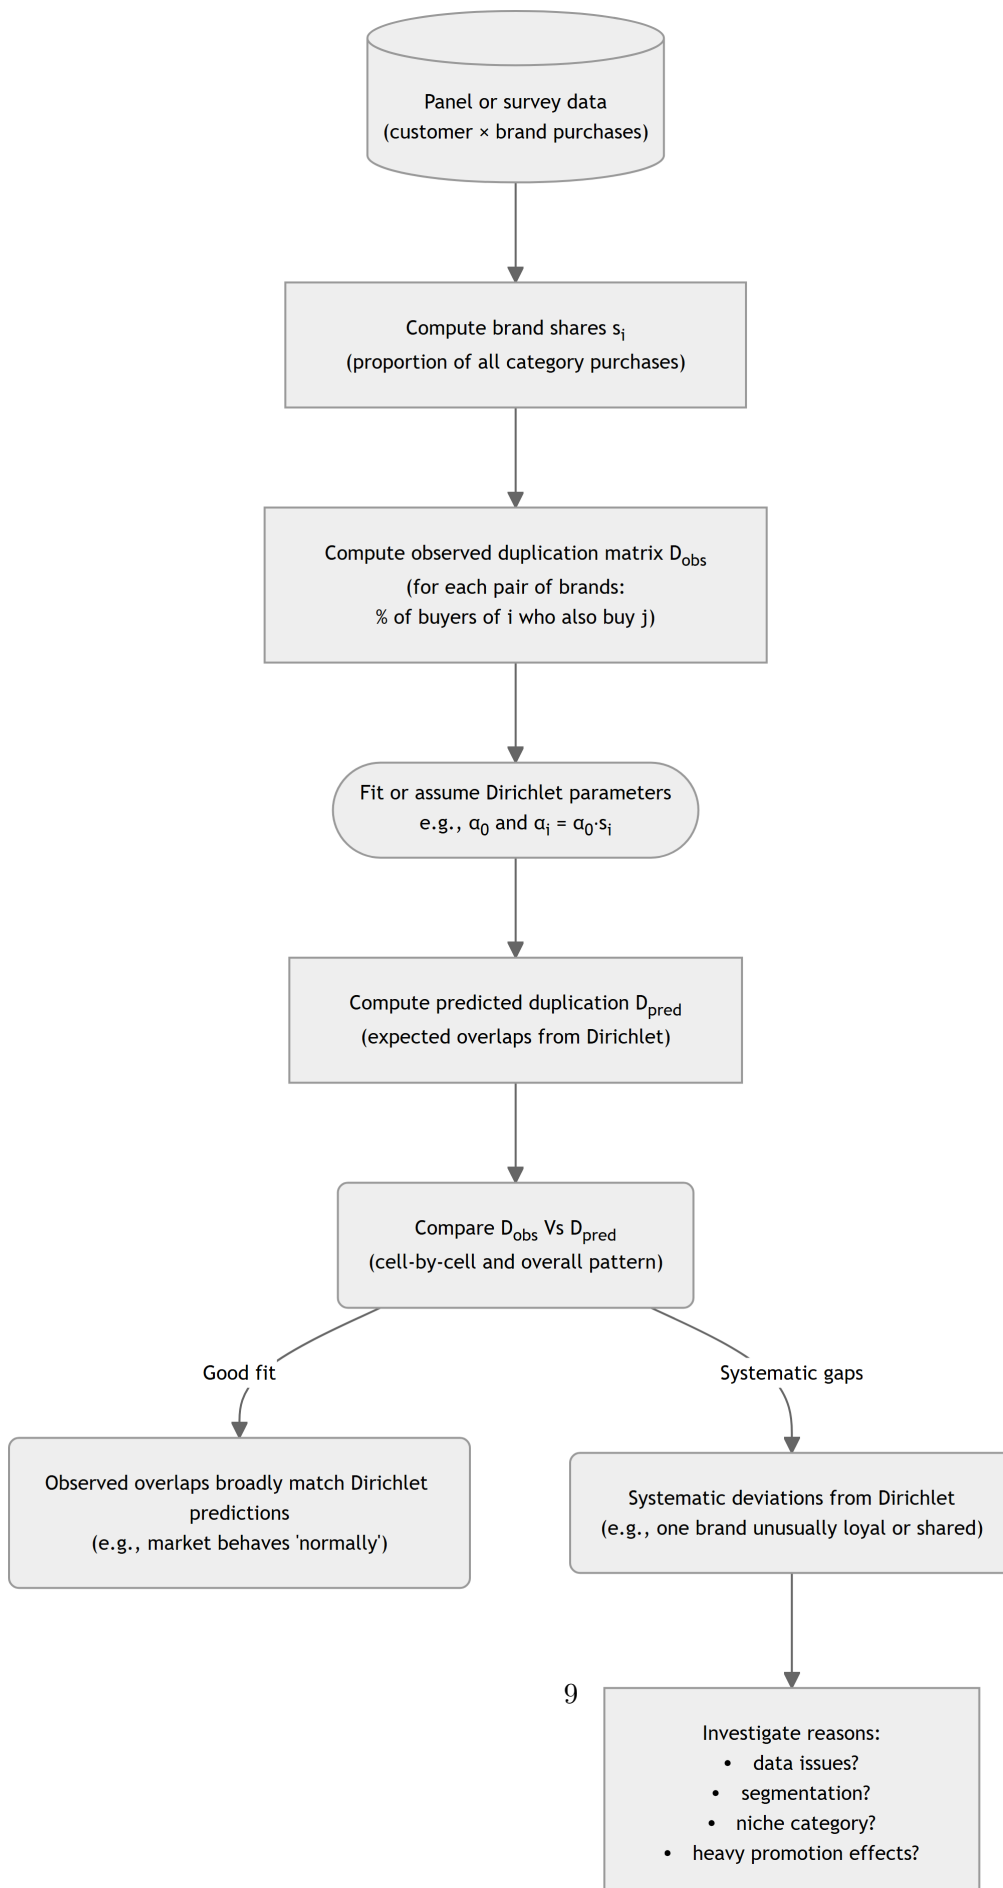 Panel or survey data
(customer × brand purchases)
Compute brand shares sᵢ
(proportion of all category purchases)
Compute observed duplication matrix D_obs
(for each pair of brands:
% of buyers of i who also buy j)
Fit or assume Dirichlet parameters
e.g., α₀ and αᵢ = α₀·sᵢ
Compute predicted duplication D_pred
(expected overlaps from Dirichlet)
Compare D_obs Vs D_pred
(cell-by-cell and overall pattern)
Good fit
Systematic gaps
Observed overlaps broadly match Dirichlet
predictions
(e.g., market behaves 'normally')
Systematic deviations from Dirichlet
(e.g., one brand unusually loyal or shared)
9
Investigate reasons:
• data issues?
• segmentation?
• niche category?
• heavy promotion effects?